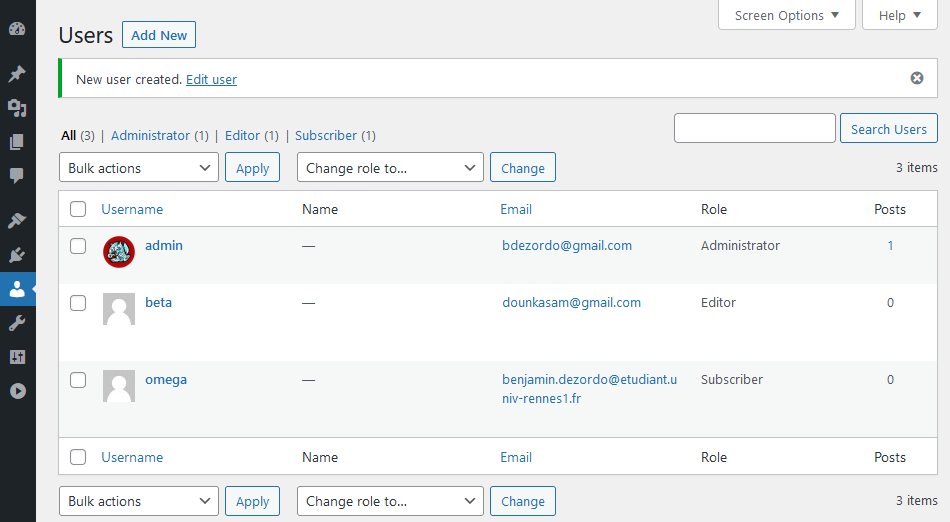 Screen Options Help
Users Add New
New user created. Edit user
All (3) | Administrator (1) | Editor (1) | Subscriber (1)
Search Users
Bulk actions Apply Change role to... Change 3 items
Username Name Email Role Posts
admin — bdezordo@gmail.com Administrator 1
beta — dounkasam@gmail.com Editor 0
omega — benjamin.dezordo@etudiant.u Subscriber 0
niv-rennes1.fr
Username Name Email Role Posts
Bulk actions Apply Change role to... Change 3 items